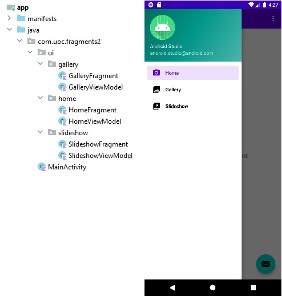 app
manifests
java
com.uoc.fragments2
ui
gallery
GalleryFragment
GalleryViewModel
home
HomeFragment
HomeViewModel
slideshow
SlideshowFragment
SlideshowViewModel
MainActivity
4:27
Android Studio
android.studio@android.com
Home
Gallery
Slideshow